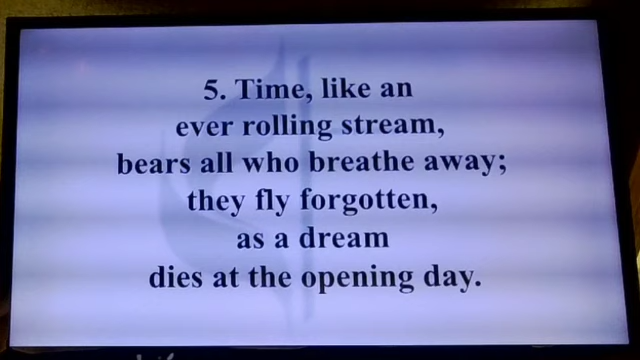 5. Time, like an
ever rolling stream,
bears all who breathe away;
they fly forgotten,
as a dream
dies at the opening day.